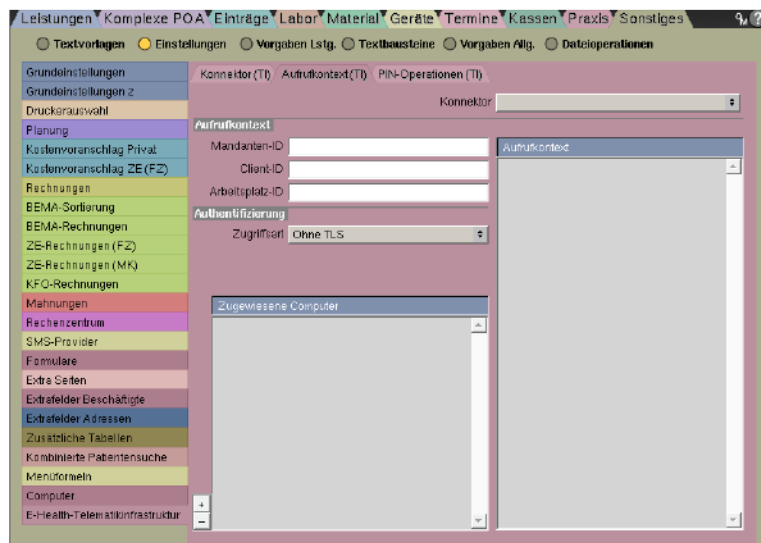 Leistungen Komplexe POA Einträge Labor Material Geräte Termine Kassen Praxis Sonstiges ?
Textvorlagen Einstellungen Vorgaben Lstg. Textbausteine Vorgaben Allg. Dateioperationen
Grundeinstellungen
Grundeinstellungen 2
Druckerauswahl
Planung
Kostenvoranschlag Privat
Kostenvoranschlag ZE (FZ)
Rechnungen
BEMA-Sortierung
BEMA-Rechnungen
ZE-Rechnungen (FZ)
ZE-Rechnungen (MK)
KFO-Rechnungen
Mahnungen
Rechenzentrum
SMS-Provider
Formulare
Extra Seiten
Extrafelder Beschäftigte
Extrafelder Adressen
Zusätzliche Tabellen
Kombinierte Patientensuche
Menüformeln
Computer
E-Health-Telematikinfrastruktur
Konnektor (TI) Aufrufkontext (TI) PIN-Operationen (TI)
Konnektor
Aufrufkontext
Mandanten-ID
Client-ID
Arbeitsplatz-ID
Authentifizierung
Zugriffsart Ohne TLS
Zugewiesene Computer
+
−
Aufrufkontext